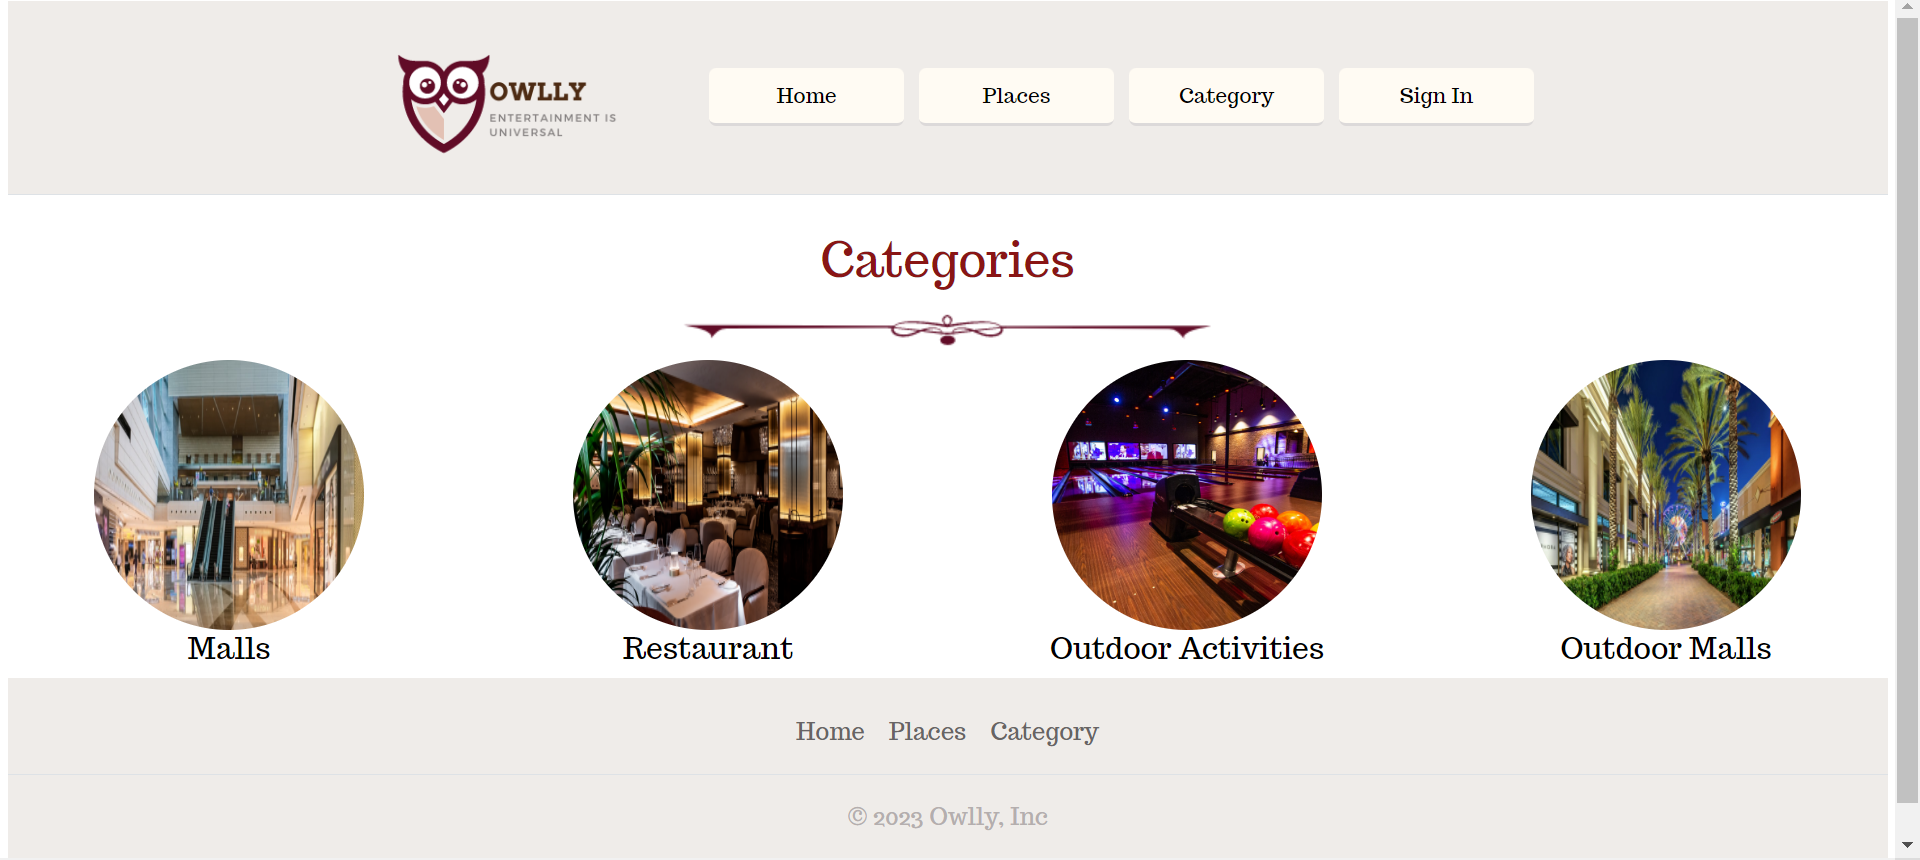 OWLLY
ENTERTAINMENT IS
UNIVERSAL
Home
Places
Category
Sign In
Categories
Malls
Restaurant
Outdoor Activities
Outdoor Malls
Home Places Category
© 2023 Owlly, Inc